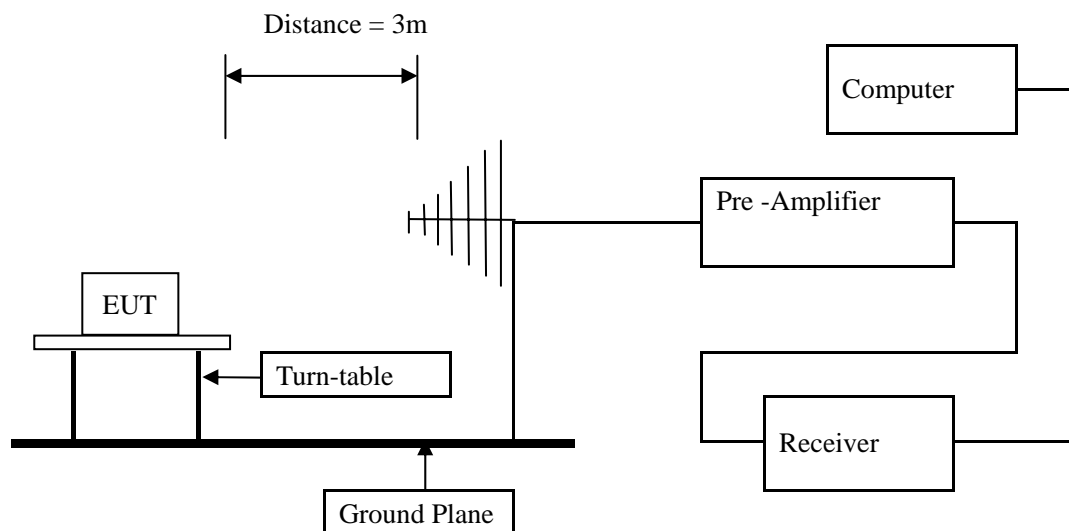 Distance = 3m
Computer
Pre -Amplifier
EUT
Turn-table
Receiver
Ground Plane